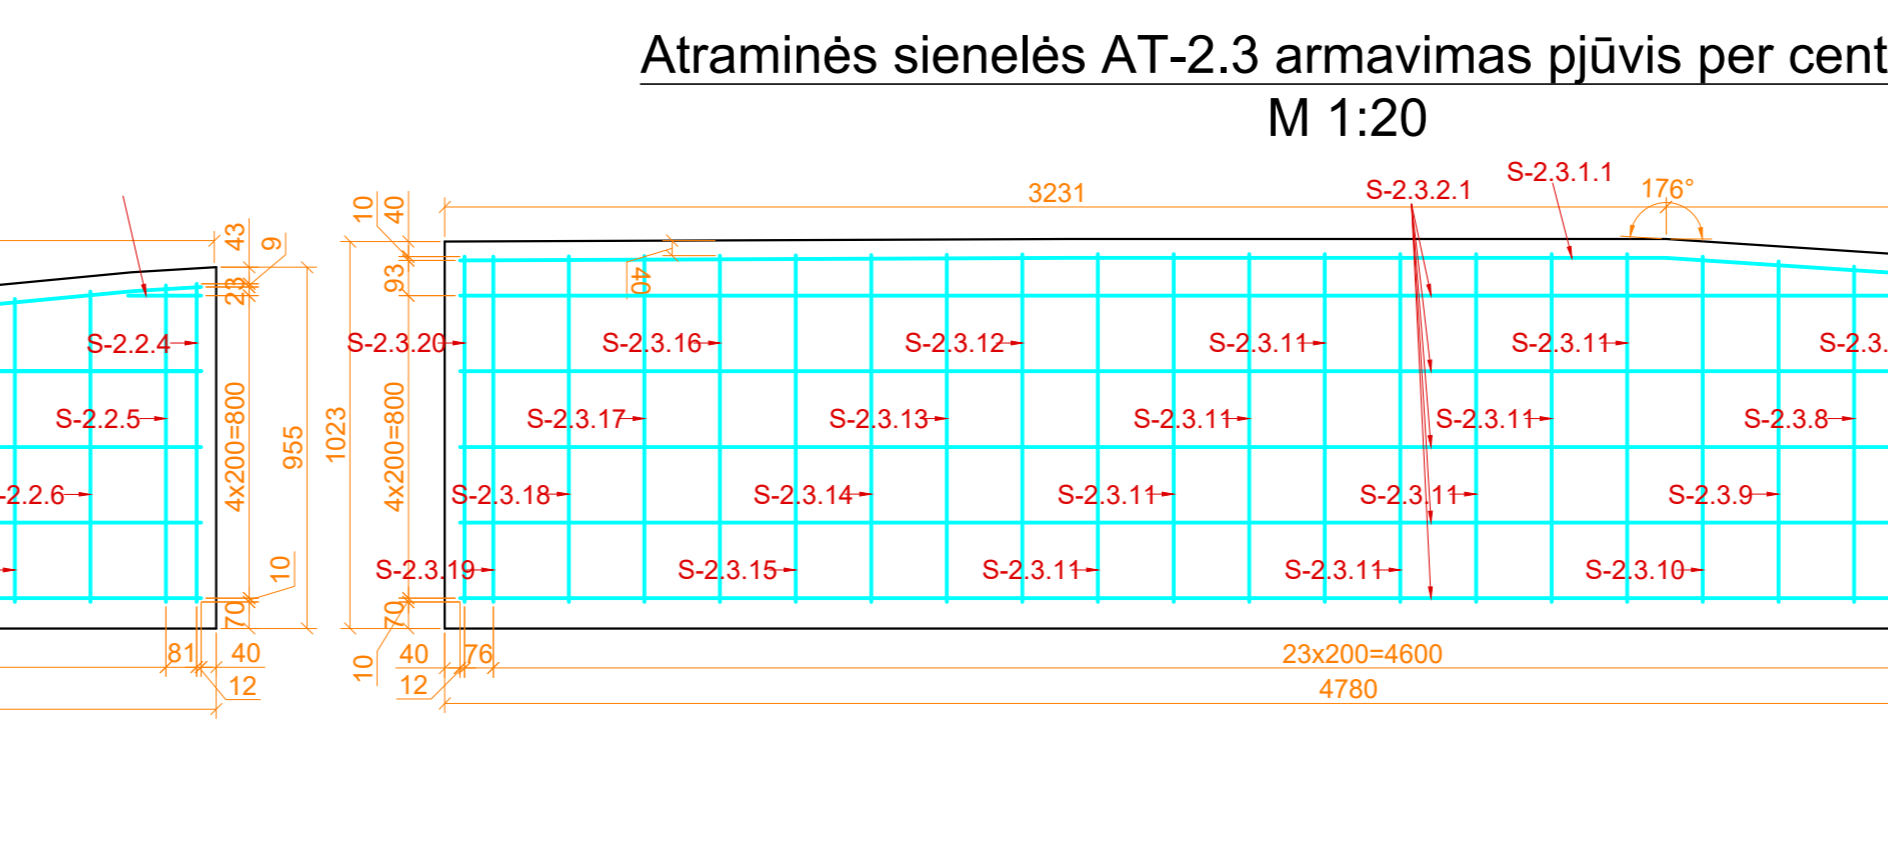 Atraminės sienelės AT-2.3 armavimas pjūvis per cent
M 1:20
S-2.3.1.1
S-2.3.2.1
176°
3231
10
40
43
9
23
93
40
S-2.2.4
S-2.3.20
S-2.3.16
S-2.3.12
S-2.3.11
S-2.3.11
S-2.3.
S-2.2.5
S-2.3.17
S-2.3.13
S-2.3.11
S-2.3.11
S-2.3.8
4x200=800
955
1023
4x200=800
-2.2.6
S-2.3.18
S-2.3.14
S-2.3.11
S-2.3.11
S-2.3.9
S-2.3.19
S-2.3.15
S-2.3.11
S-2.3.11
S-2.3.10
10
70
70
10
81
40
12
40
76
12
23x200=4600
4780